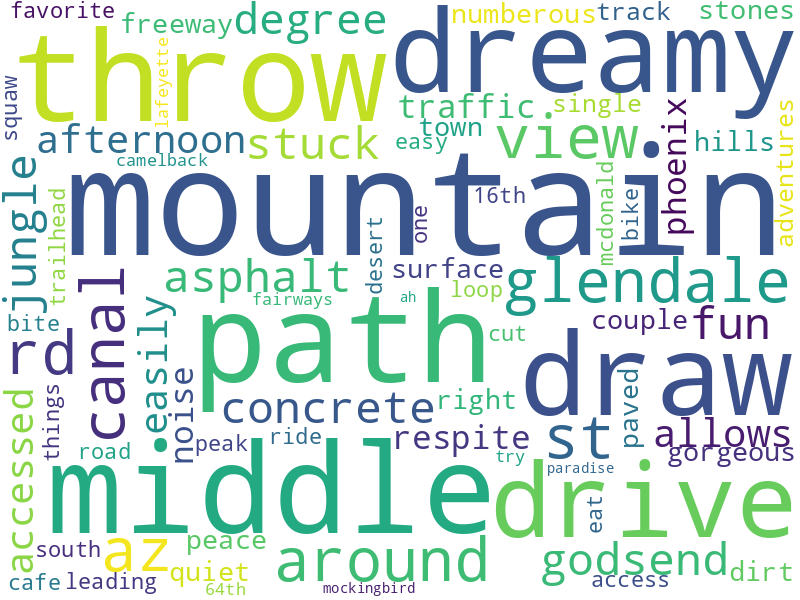 favorite
freeway
degree
numberous
track
stones
throw
dreamy
lafeyette
squaw
traffic
single
afternoon
stuck
town
easy
view
hills
phoenix
adventures
camelback
mountain
jungle
trailhead
16th
one
mcdonald
bike
canal
asphalt
desert
surface
glendale
bite
easily
fairways
ah
loop
path
cut
couple
fun
rd
draw
accessed
things
noise
concrete
right
paved
st
allows
road
peak
ride
respite
gorgeous
middle
try
paradise
drive
eat
south
az
peace
around
godsend
cafe
leading
quiet
64th
mockingbird
access
dirt